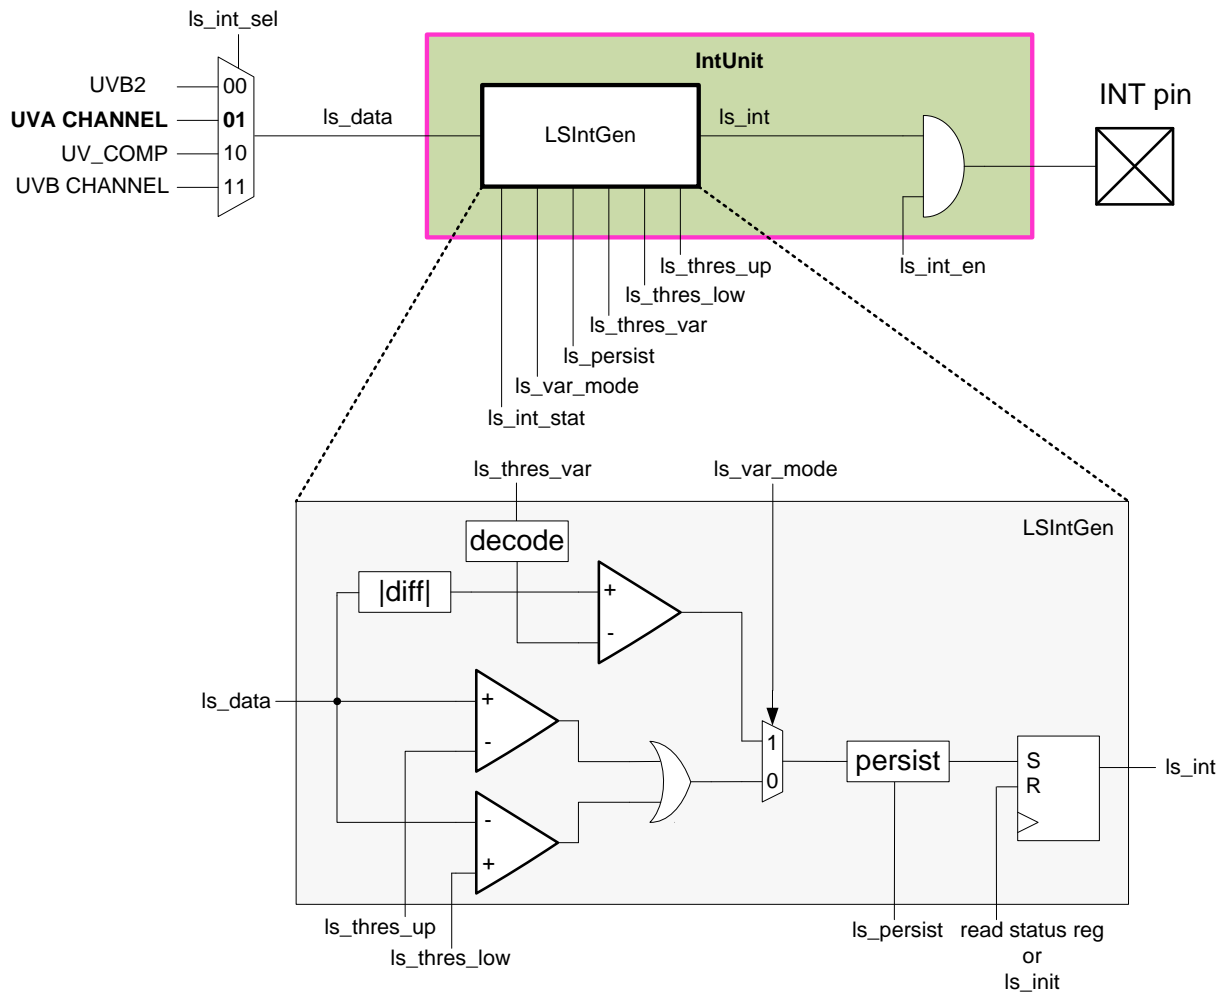 ls_int_sel
IntUnit
UVB2
00
INT pin
UVA CHANNEL
01
ls_data
LSIntGen
ls_int
UV_COMP
10
UVB CHANNEL
11
ls_thres_up
ls_int_en
ls_thres_low
ls_thres_var
ls_persist
ls_var_mode
ls_int_stat
ls_thres_var
ls_var_mode
LSIntGen
decode
|diff|
+
-
ls_data
+
-
1
0
persist
S
R
ls_int
-
+
ls_thres_up
ls_thres_low
ls_persist
read status reg
or
ls_init